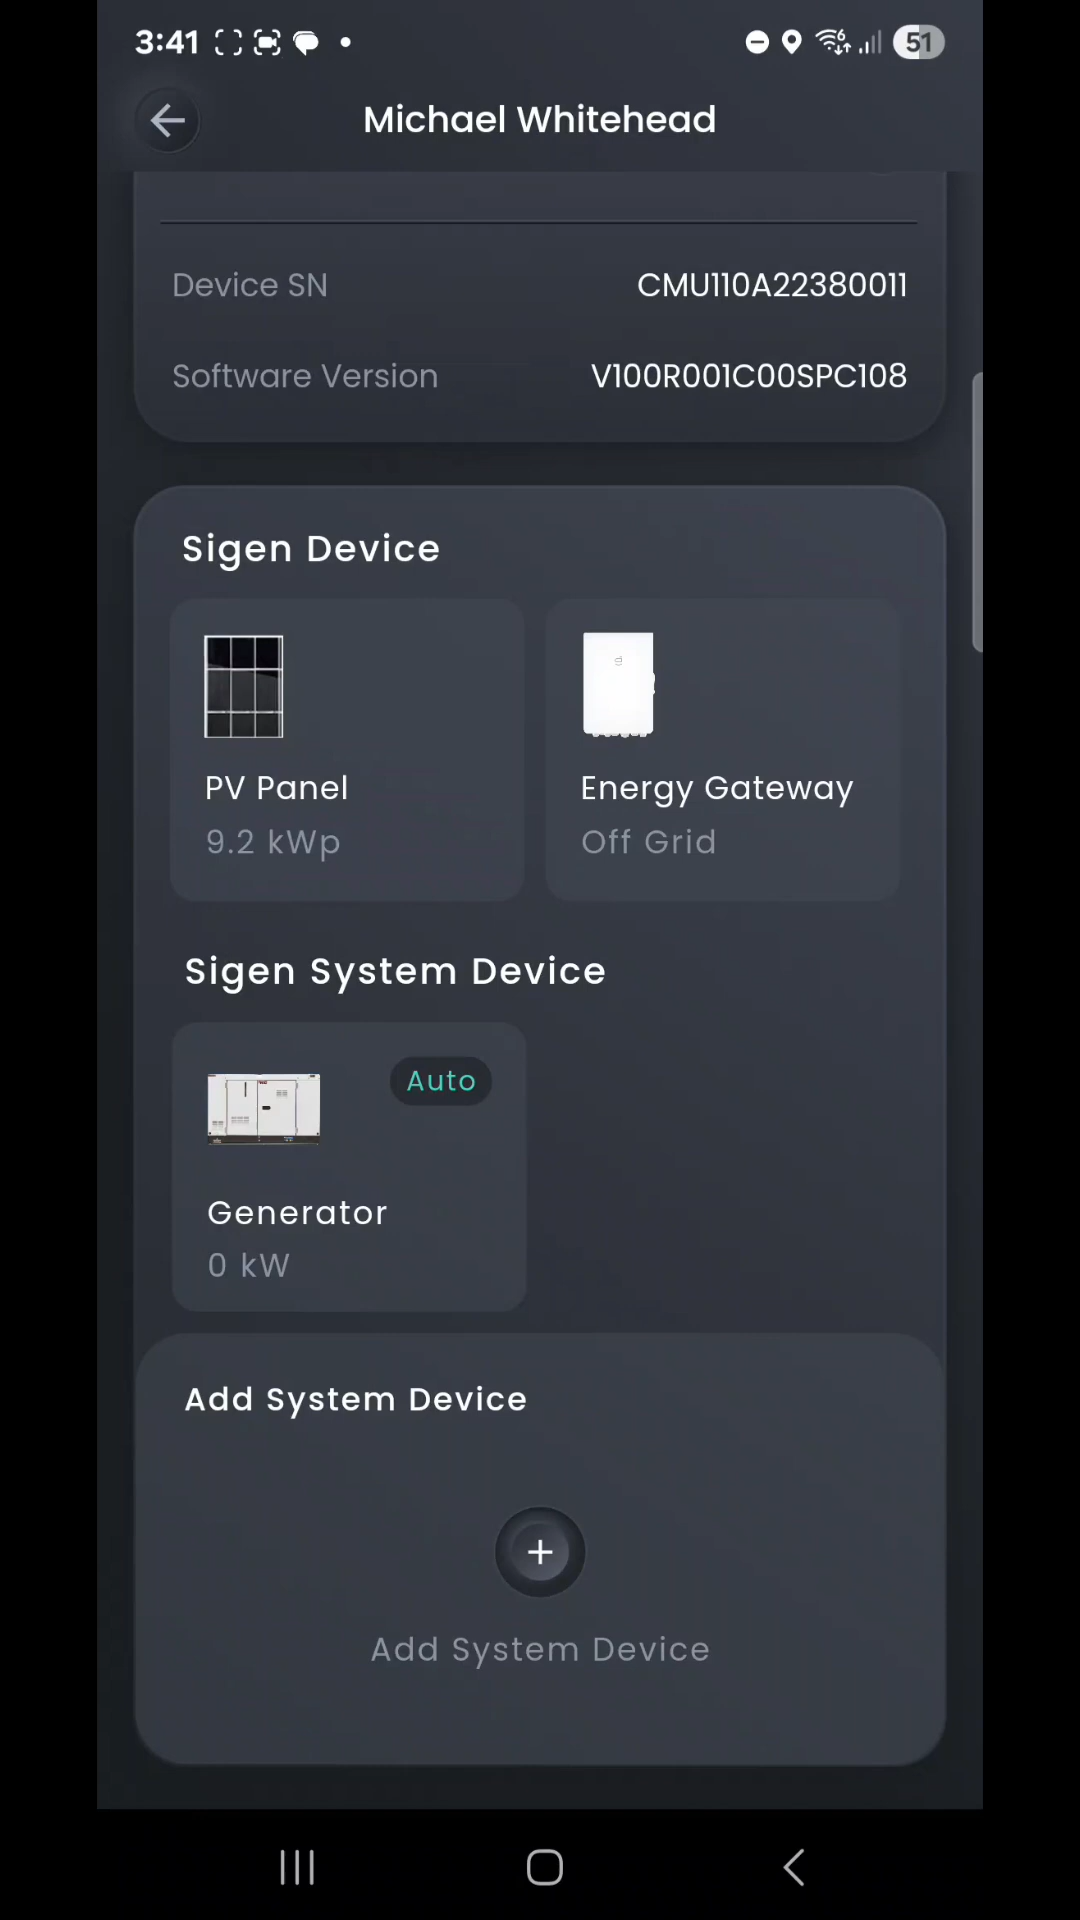 3:41
6
51
Michael Whitehead
Device SN CMU110A22380011
Software Version V100R001C00SPC108
Sigen Device
PV Panel
9.2 kWp
Energy Gateway
Off Grid
Sigen System Device
Auto
Generator
0 kW
Add System Device
Add System Device